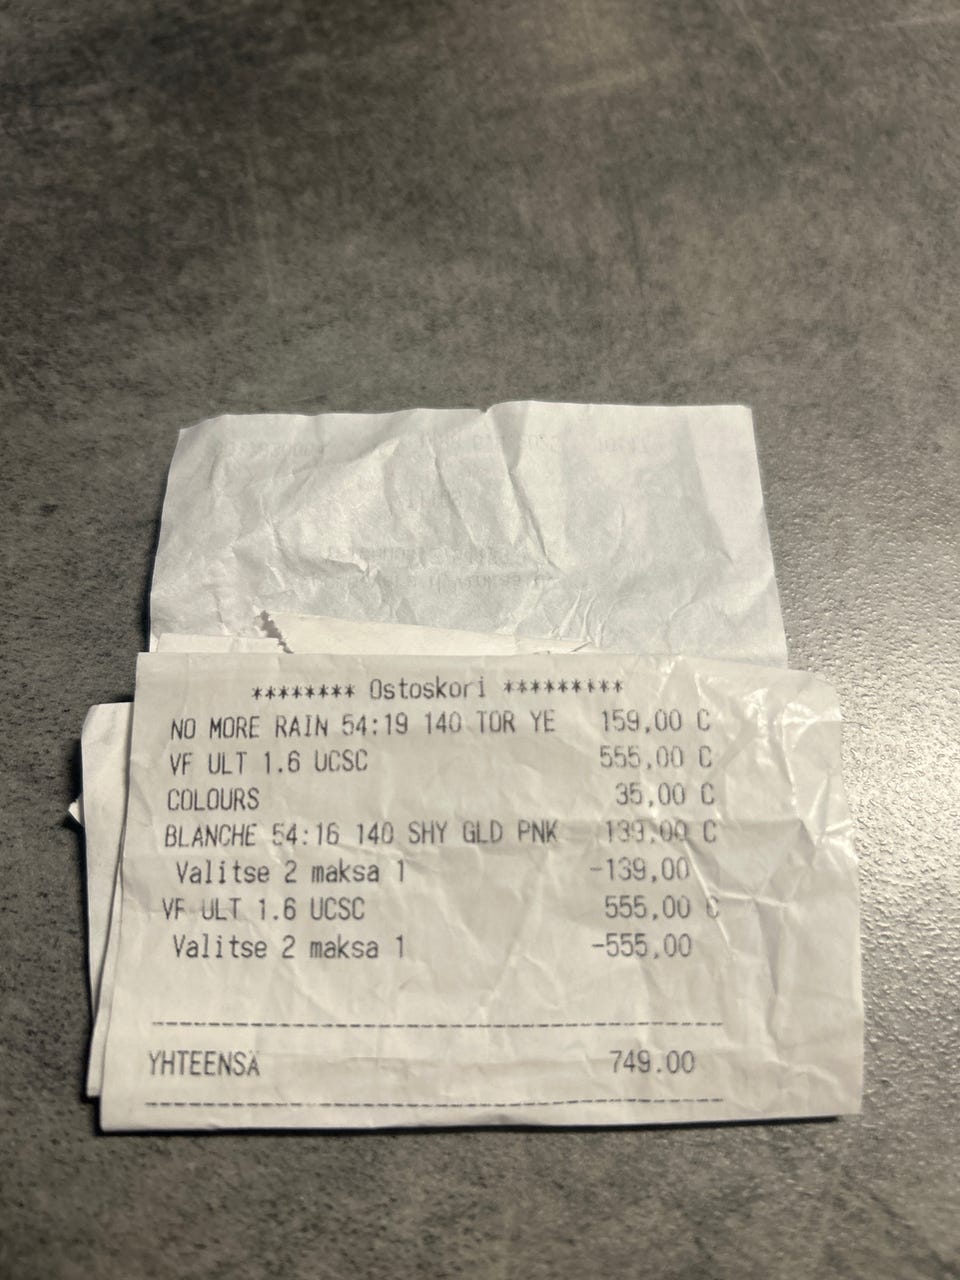 ******** Ostoskori *********
NO MORE RAIN 54:19 140 TOR YE 159,00 C
VF ULT 1.6 UCSC 555,00 C
COLOURS 35,00 C
BLANCHE 54:16 140 SHY GLD PNK 139,00 C
Valitse 2 maksa 1 -139,00
VF ULT 1.6 UCSC 555,00 C
Valitse 2 maksa 1 -555,00
YHTEENSÄ 749.00